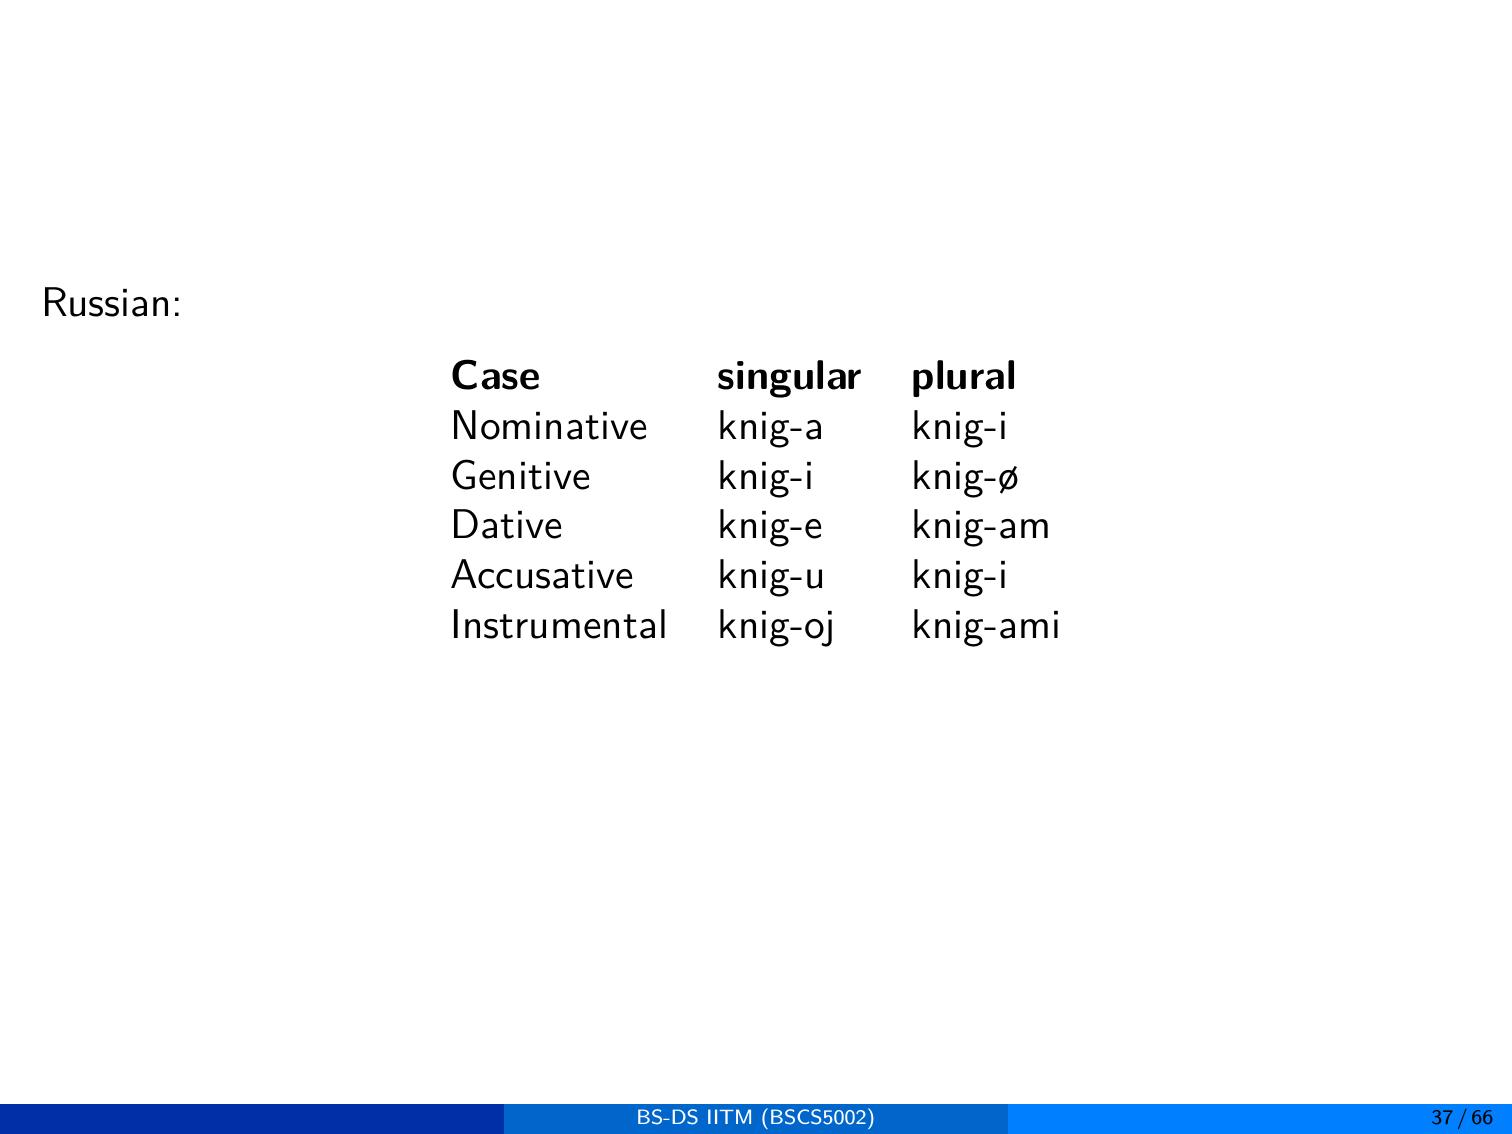 Russian:
Case singular plural
Nominative knig-a knig-i
Genitive knig-i knig-ø
Dative knig-e knig-am
Accusative knig-u knig-i
Instrumental knig-oj knig-ami
BS-DS IITM (BSCS5002) 37 / 66